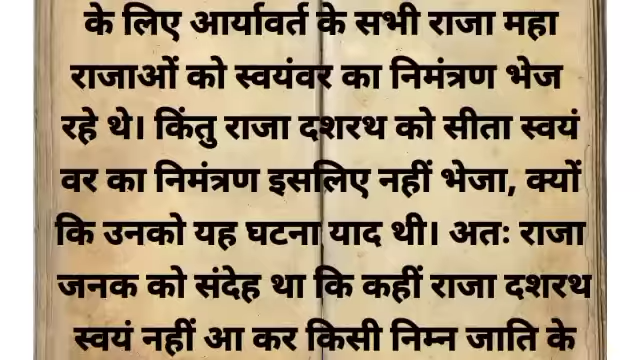 के लिए आर्यावर्त के सभी राजा महा
राजाओं को स्वयंवर का निमंत्रण भेज
रहे थे। किंतु राजा दशरथ को सीता स्वयं
वर का निमंत्रण इसलिए नहीं भेजा, क्यों
कि उनको यह घटना याद थी। अतः राजा
जनक को संदेह था कि कहीं राजा दशरथ
स्वयं नहीं आ कर किसी निम्न जाति के